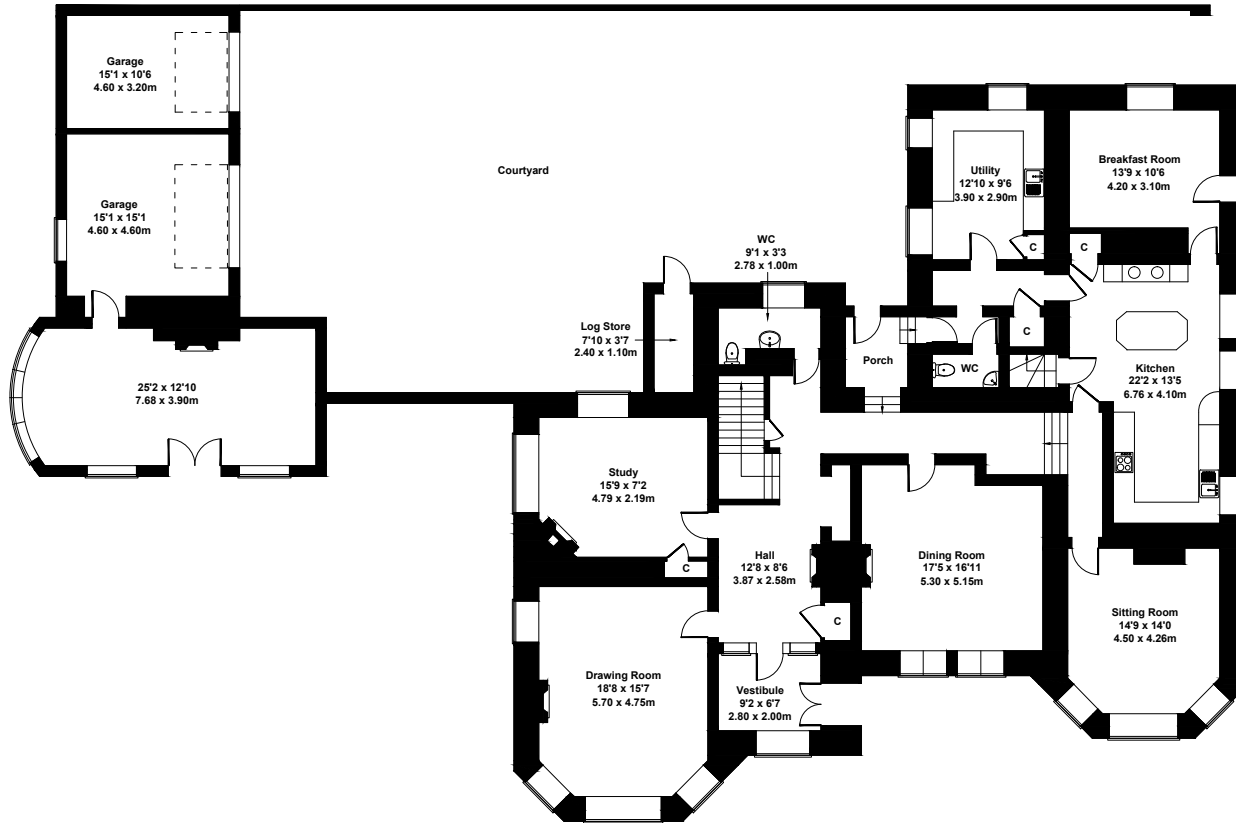 Garage
15'1 x 10'6
4.60 x 3.20m
Garage
15'1 x 15'1
4.60 x 4.60m
Courtyard
Utility
12'10 x 9'6
3.90 x 2.90m
Breakfast Room
13'9 x 10'6
4.20 x 3.10m
WC
9'1 x 3'3
2.78 x 1.00m
C
C
Log Store
7'10 x 3'7
2.40 x 1.10m
Porch
C
WC
Kitchen
22'2 x 13'5
6.76 x 4.10m
25'2 x 12'10
7.68 x 3.90m
Study
15'9 x 7'2
4.79 x 2.19m
C
Hall
12'8 x 8'6
3.87 x 2.58m
Dining Room
17'5 x 16'11
5.30 x 5.15m
C
Sitting Room
14'9 x 14'0
4.50 x 4.26m
Drawing Room
18'8 x 15'7
5.70 x 4.75m
Vestibule
9'2 x 6'7
2.80 x 2.00m